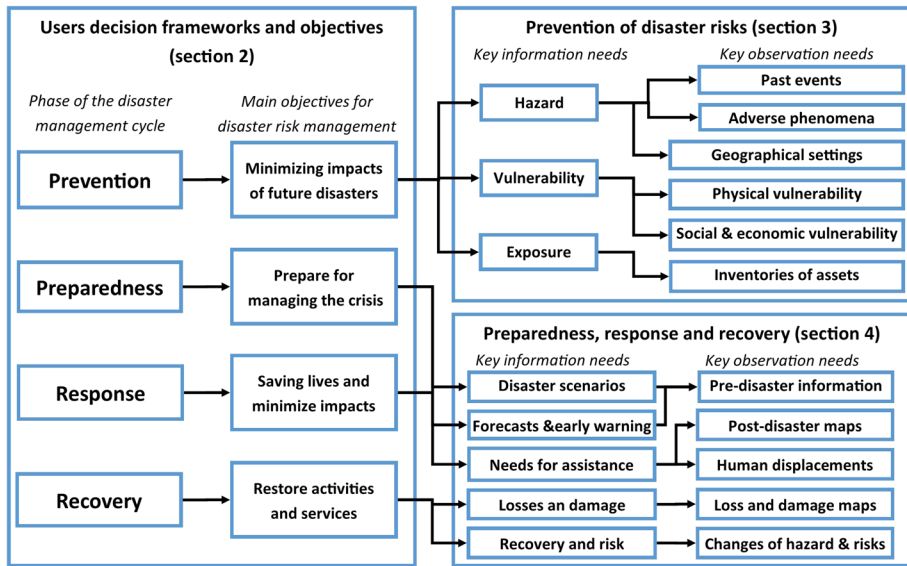 Users decision frameworks and objectives
(section 2)
Phase of the disaster
management cycle
Main objectives for
disaster risk management
Prevention
Minimizing impacts
of future disasters
Preparedness
Prepare for
managing the crisis
Response
Saving lives and
minimize impacts
Recovery
Restore activities
and services
Prevention of disaster risks (section 3)
Key information needs
Key observation needs
Hazard
Past events
Adverse phenomena
Geographical settings
Vulnerability
Physical vulnerability
Social & economic vulnerability
Exposure
Inventories of assets
Preparedness, response and recovery (section 4)
Key information needs
Key observation needs
Disaster scenarios
Pre-disaster information
Forecasts &early warning
Post-disaster maps
Needs for assistance
Human displacements
Losses an damage
Loss and damage maps
Recovery and risk
Changes of hazard & risks